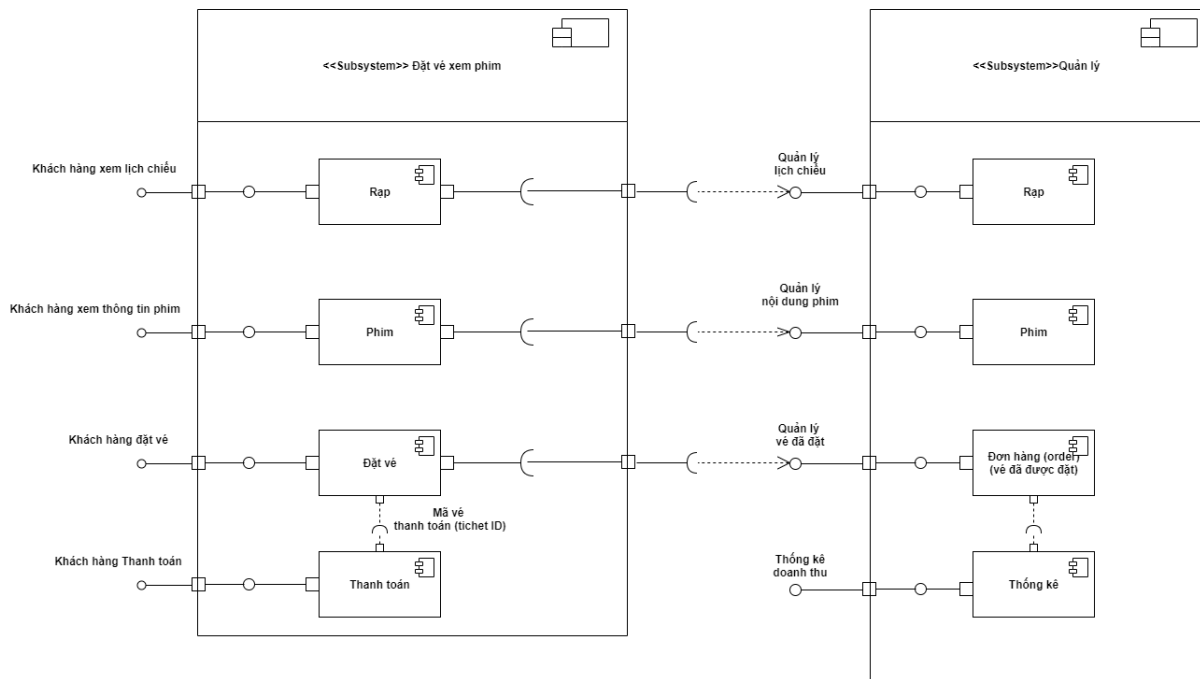 <<Subsystem>> Đặt vé xem phim
<<Subsystem>>Quản lý
Khách hàng xem lịch chiếu
Rạp
Quản lý
lịch chiếu
Rạp
Khách hàng xem thông tin phim
Phim
Quản lý
nội dung phim
Phim
Khách hàng đặt vé
Đặt vé
Quản lý
vé đã đặt
Đơn hàng (order)
(vé đã được đặt)
Mã vé
thanh toán (tichet ID)
Khách hàng Thanh toán
Thanh toán
Thống kê
doanh thu
Thống kê